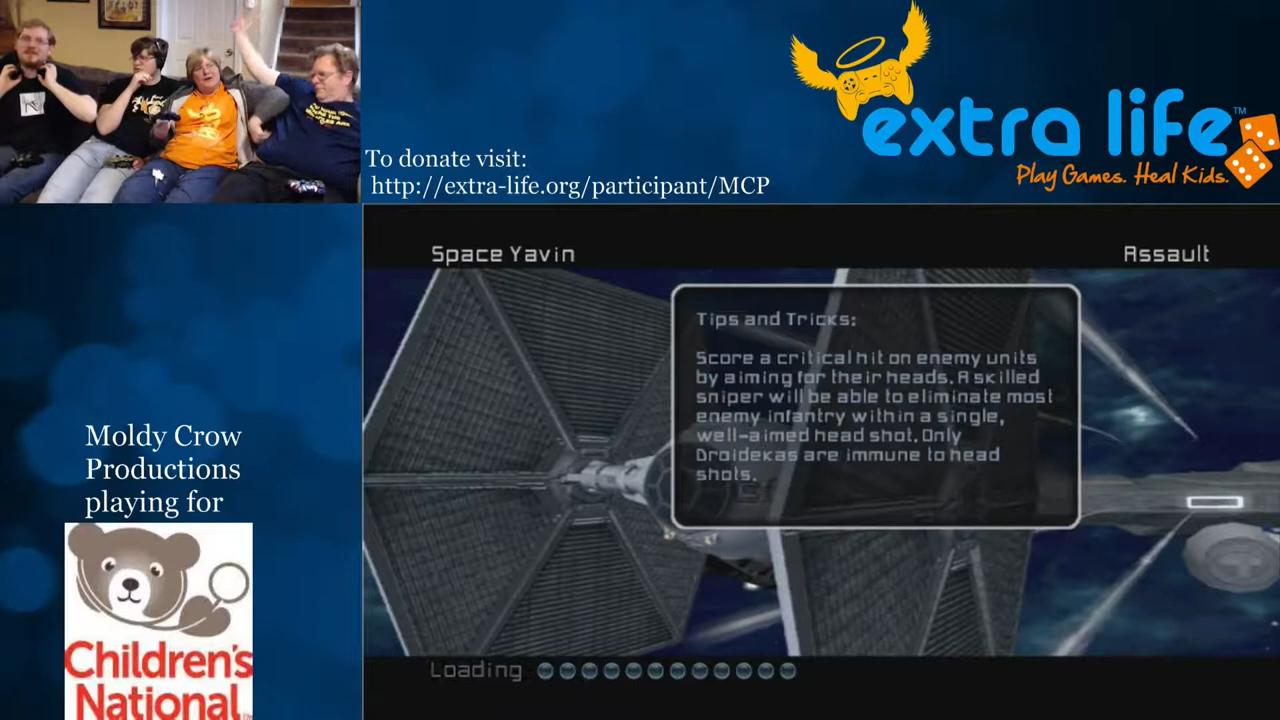 extra life™
Play Games. Heal Kids.
To donate visit:
http://extra-life.org/participant/MCP
Space Yavin
Assault
Tips and Tricks:
Score a critical hit on enemy units
by aiming for their heads. A skilled
sniper will be able to eliminate most
enemy infantry within a single,
well-aimed head shot. Only
Droidekas are immune to head
shots.
Moldy Crow
Productions
playing for
Children's
National
Loading